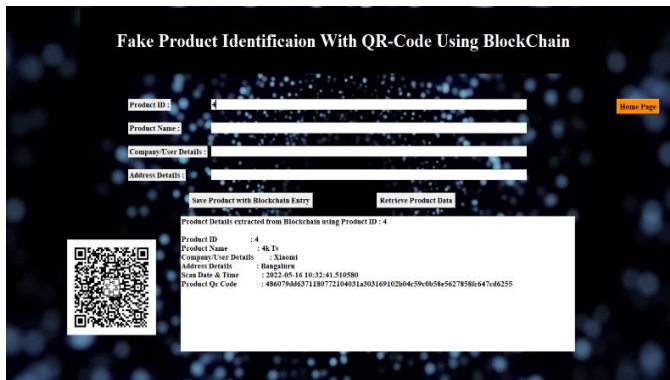 Fake Product Identificaion With QR-Code Using BlockChain
Product ID : 4
Home Page
Product Name :
Company/User Details :
Address Details :
Save Product with Blockchain Entry Retrieve Product Data
Product Details extracted from Blockchain using Product ID : 4
Product ID : 4
Product Name : 4k Tv
Company/User Details : Xiaomi
Address Details : Bangaluru
Scan Date & Time : 2022-05-16 10:32:41.510580
Product Qr Code :